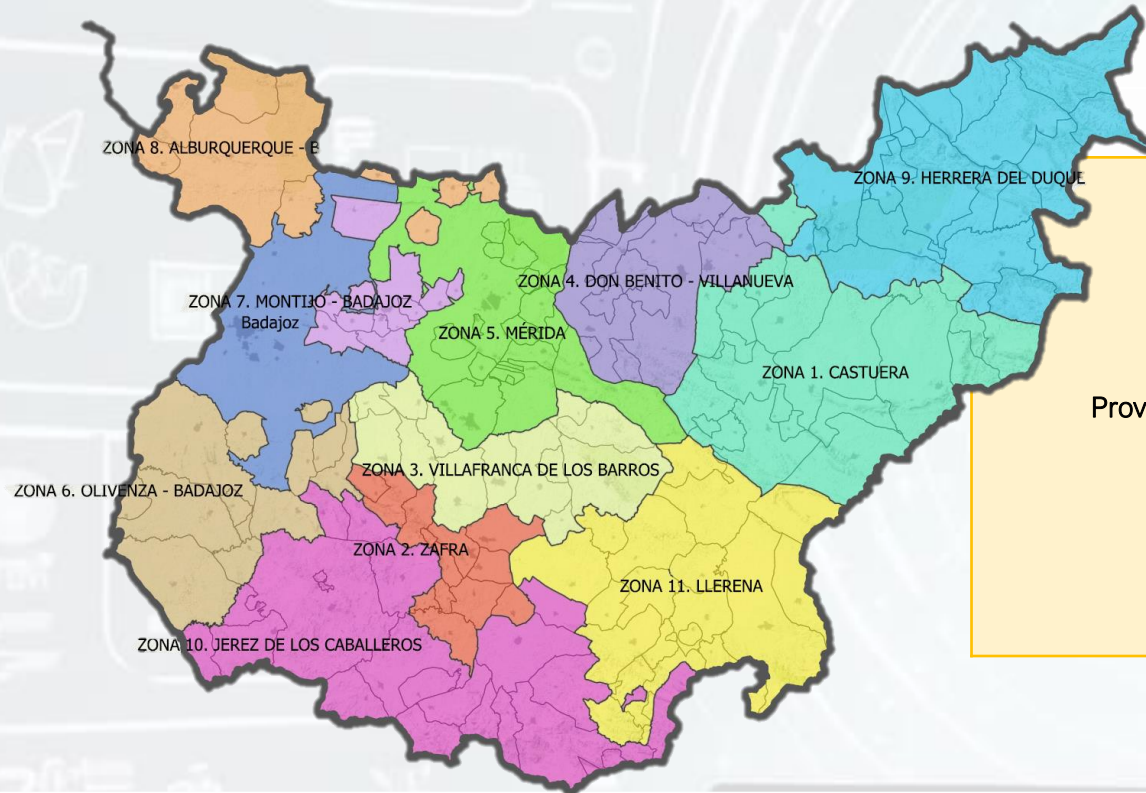 ZONA 8. ALBURQUERQUE - B
ZONA 9. HERRERA DEL DUQUE
ZONA 4. DON BENITO - VILLANUEVA
ZONA 7. MONTIJO - BADAJOZ
Badajoz
ZONA 5. MÉRIDA
ZONA 1. CASTUERA
Prov
ZONA 3. VILLAFRANCA DE LOS BARROS
ZONA 6. OLIVENZA - BADAJOZ
ZONA 2. ZAFRA
ZONA 11. LLERENA
ZONA 10. JEREZ DE LOS CABALLEROS